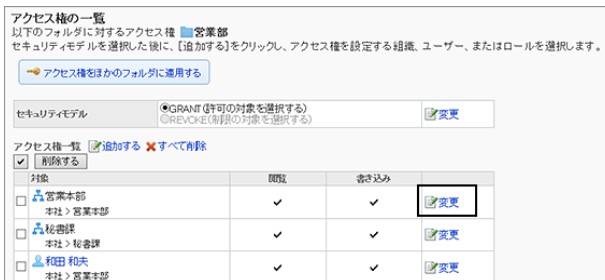 アクセス権の一覧
以下のフォルダに対するアクセス権 営業部
セキュリティモデルを選択した後に、[追加する]をクリックし、アクセス権を設定する組織、ユーザー、またはロールを選択します。
アクセス権をほかのフォルダに適用する
セキュリティモデル
GRANT(許可の対象を選択する)
REVOKE(制限の対象を選択する)
変更
アクセス権一覧 追加する すべて削除
削除する
対象 閲覧 書き込み
営業本部
本社 > 営業本部
変更
秘書課
本社 > 秘書課
変更
和田 和夫
本社 > 営業本部
変更